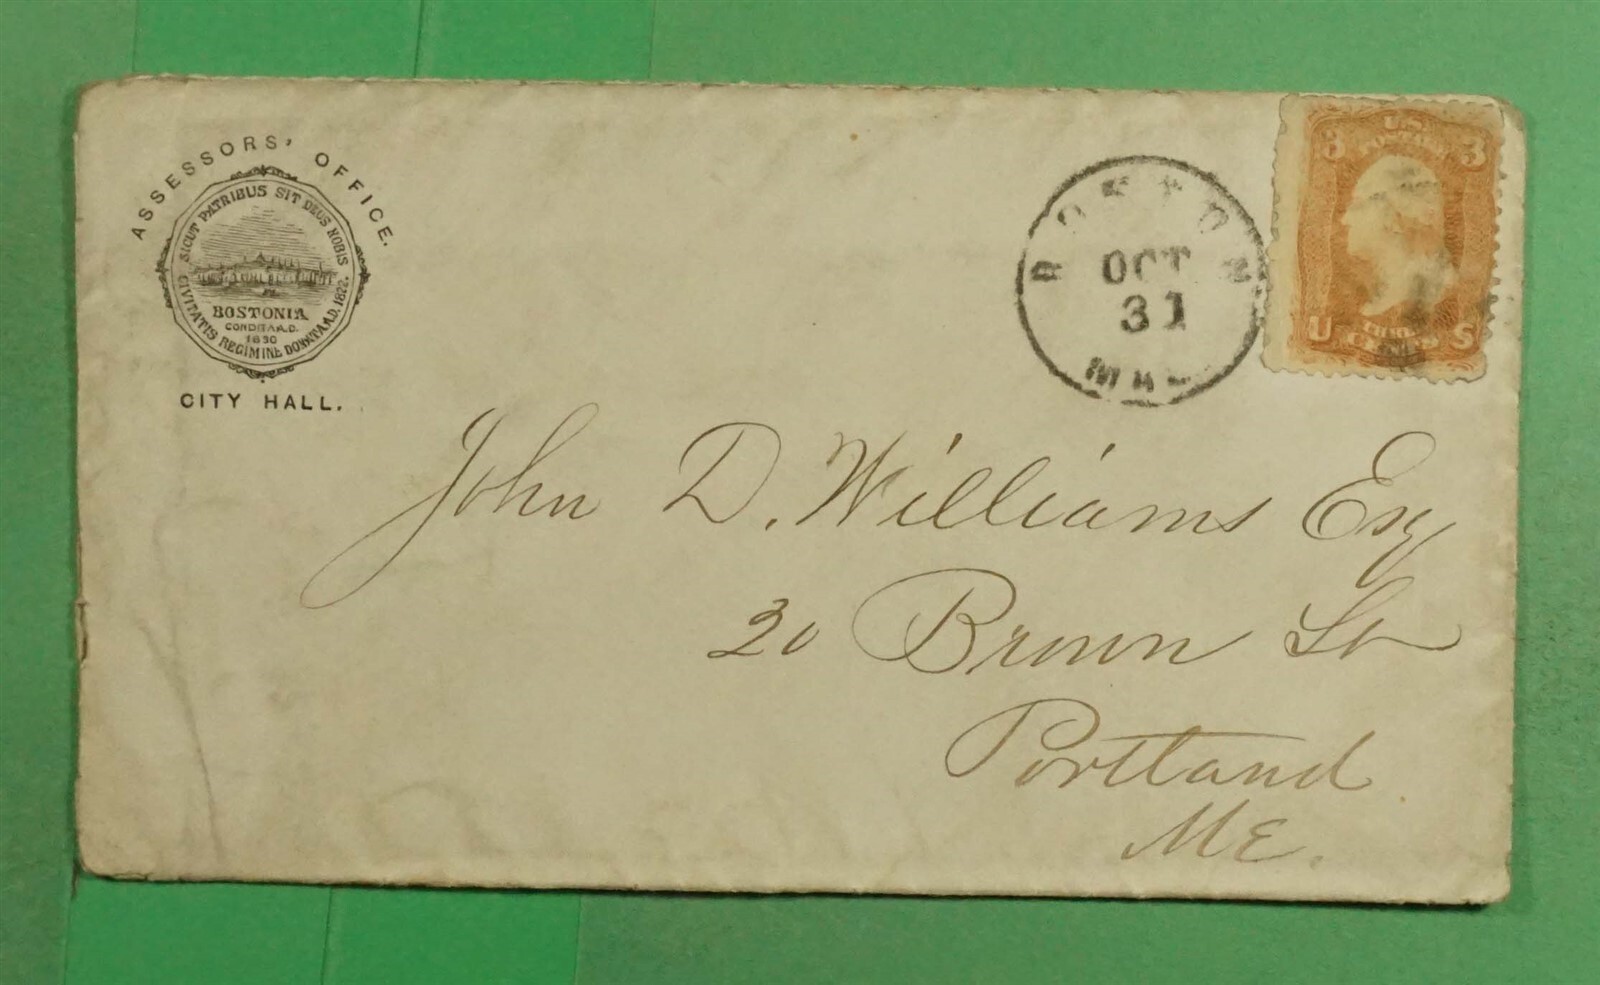 ASSESSORS' OFFICE.
SICUT PATRIBUS SIT DEUS NOBIS
CIVITATIS REGIMINE DONATA A.D. 1822.
BOSTONIA
CONDITA A.D.
1630
CITY HALL.
BOSTON
OCT
31
U.S.
POSTAGE
3 3
U S
CENTS
John D. Williams Esq
20 Brown St
Portland
Me.